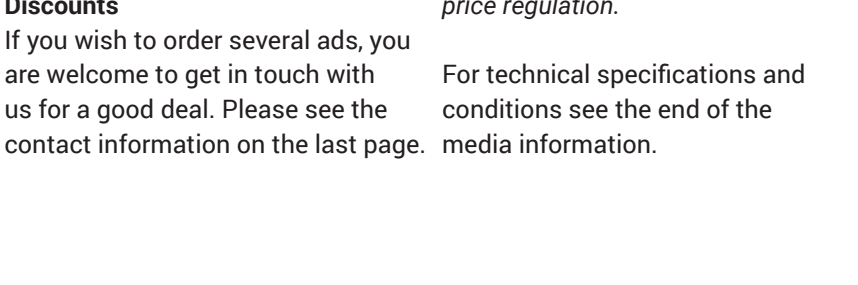 Discounts
If you wish to order several ads, you
are welcome to get in touch with
us for a good deal. Please see the
contact information on the last page.
price regulation.
For technical specifications and
conditions see the end of the
media information.